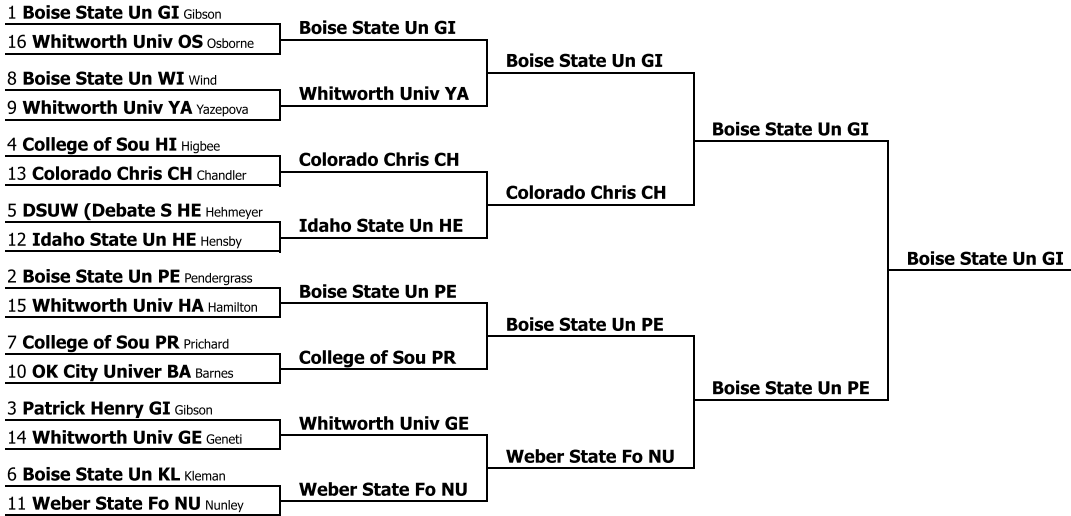 1 Boise State Un GI Gibson
16 Whitworth Univ OS Osborne
8 Boise State Un WI Wind
9 Whitworth Univ YA Yazepova
4 College of Sou HI Higbee
13 Colorado Chris CH Chandler
5 DSUW (Debate S HE Hehmeyer
12 Idaho State Un HE Hensby
2 Boise State Un PE Pendergrass
15 Whitworth Univ HA Hamilton
7 College of Sou PR Prichard
10 OK City Univer BA Barnes
3 Patrick Henry GI Gibson
14 Whitworth Univ GE Geneti
6 Boise State Un KL Kleman
11 Weber State Fo NU Nunley
Boise State Un GI
Whitworth Univ YA
Colorado Chris CH
Idaho State Un HE
Boise State Un PE
College of Sou PR
Whitworth Univ GE
Weber State Fo NU
Boise State Un GI
Colorado Chris CH
Boise State Un PE
Weber State Fo NU
Boise State Un GI
Boise State Un PE
Boise State Un GI